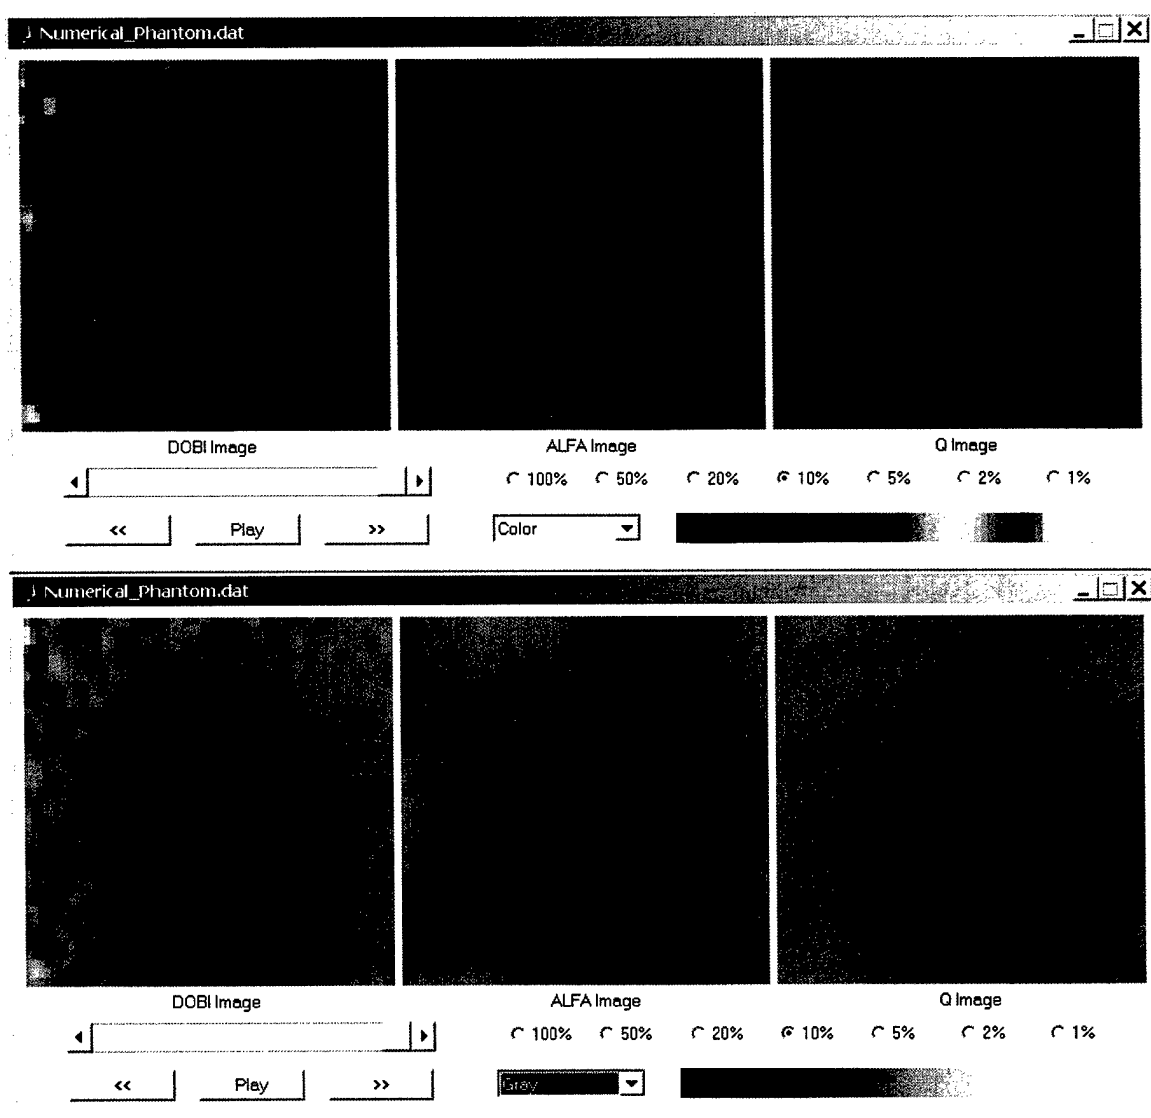 Numerical_Phantom.dat
DOBI Image ALFA Image Q Image
100% 50% 20% 10% 5% 2% 1%
<< Play >> Color
Numerical_Phantom.dat
DOBI Image ALFA Image Q Image
100% 50% 20% 10% 5% 2% 1%
<< Play >> Gray